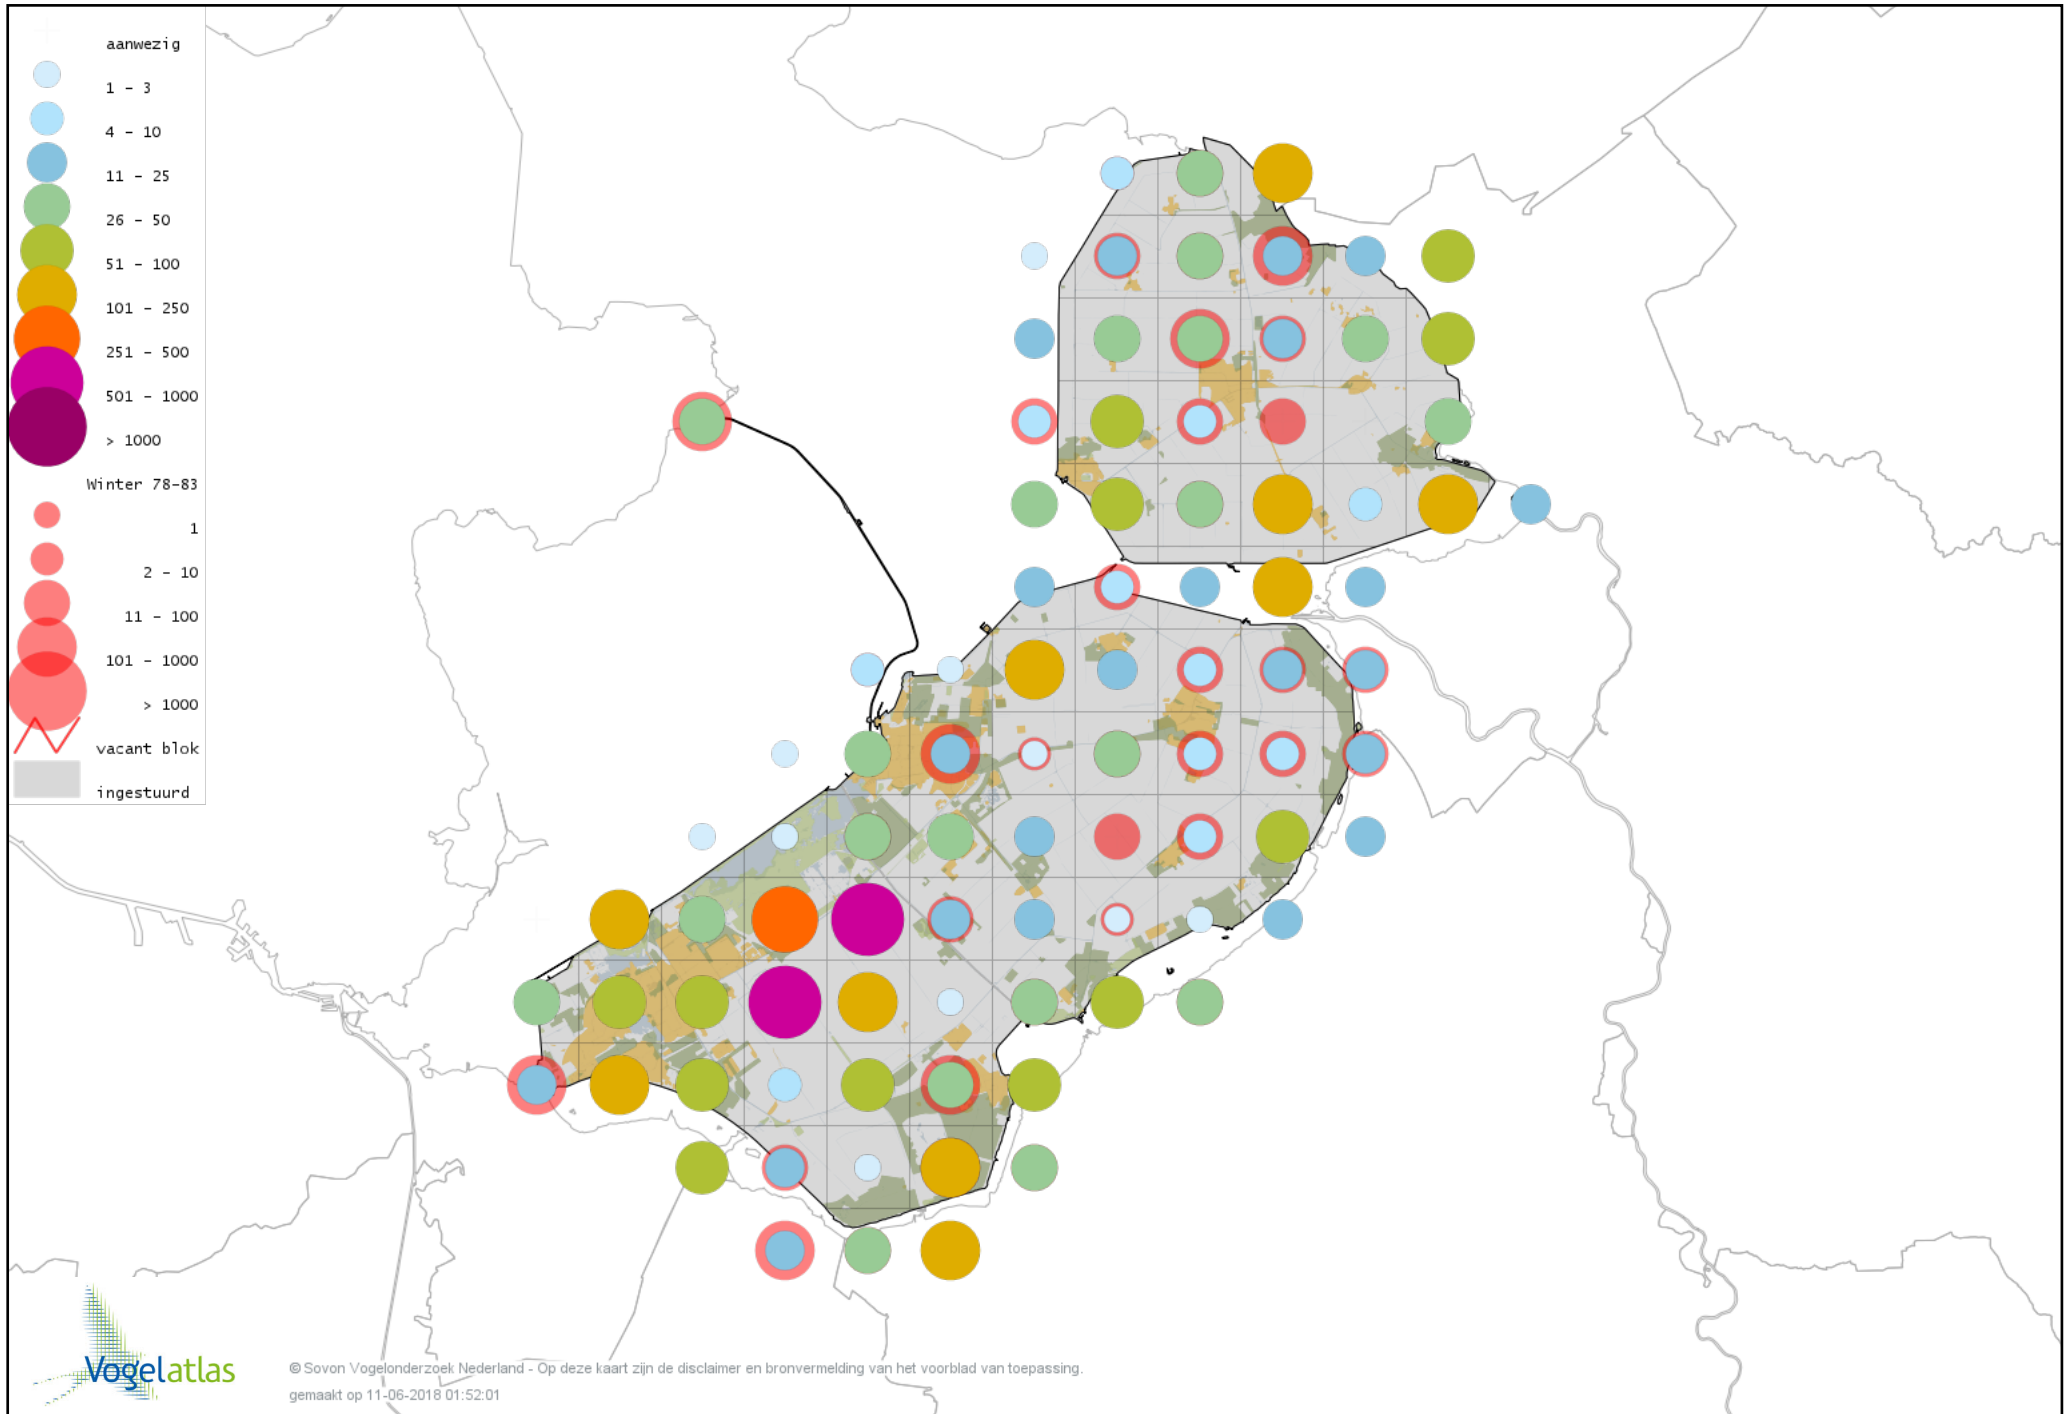 aanwezig
1 - 3
4 - 10
11 - 25
26 - 50
51 - 100
101 - 250
251 - 500
501 - 1000
> 1000
Winter 78-83
1
2 - 10
11 - 100
101 - 1000
> 1000
vacant blok
ingestuurd
Vogelatlas
© Sovon Vogelonderzoek Nederland - Op deze kaart zijn de disclaimer en bronvermelding van het voorblad van toepassing.
gemaakt op 11-06-2018 01:52:01